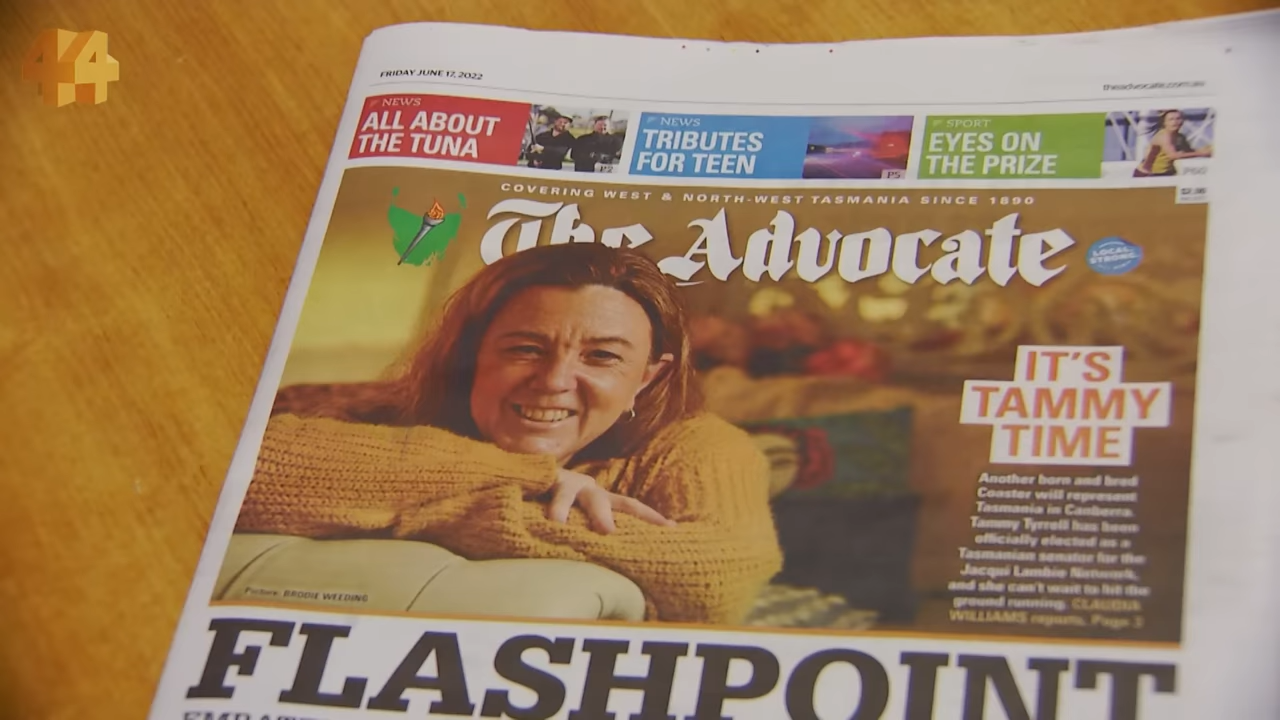 44
FRIDAY JUNE 17, 2022
theadvocate.com.au
NEWS
ALL ABOUT
THE TUNA
P2
NEWS
TRIBUTES
FOR TEEN
P5
SPORT
EYES ON
THE PRIZE
P60
COVERING WEST & NORTH-WEST TASMANIA SINCE 1890
The Advocate
LOCAL
STRONG
IT'S
TAMMY
TIME
Another born and bred
Coaster will represent
Tasmania in Canberra.
Tammy Tyrrell has been
officially elected as a
Tasmanian senator for the
Jacqui Lambie Network,
and she can't wait to hit the
ground running. CLAUDIA
WILLIAMS reports. Page 3
Picture: BRODIE WEEDING
FLASHPOINT